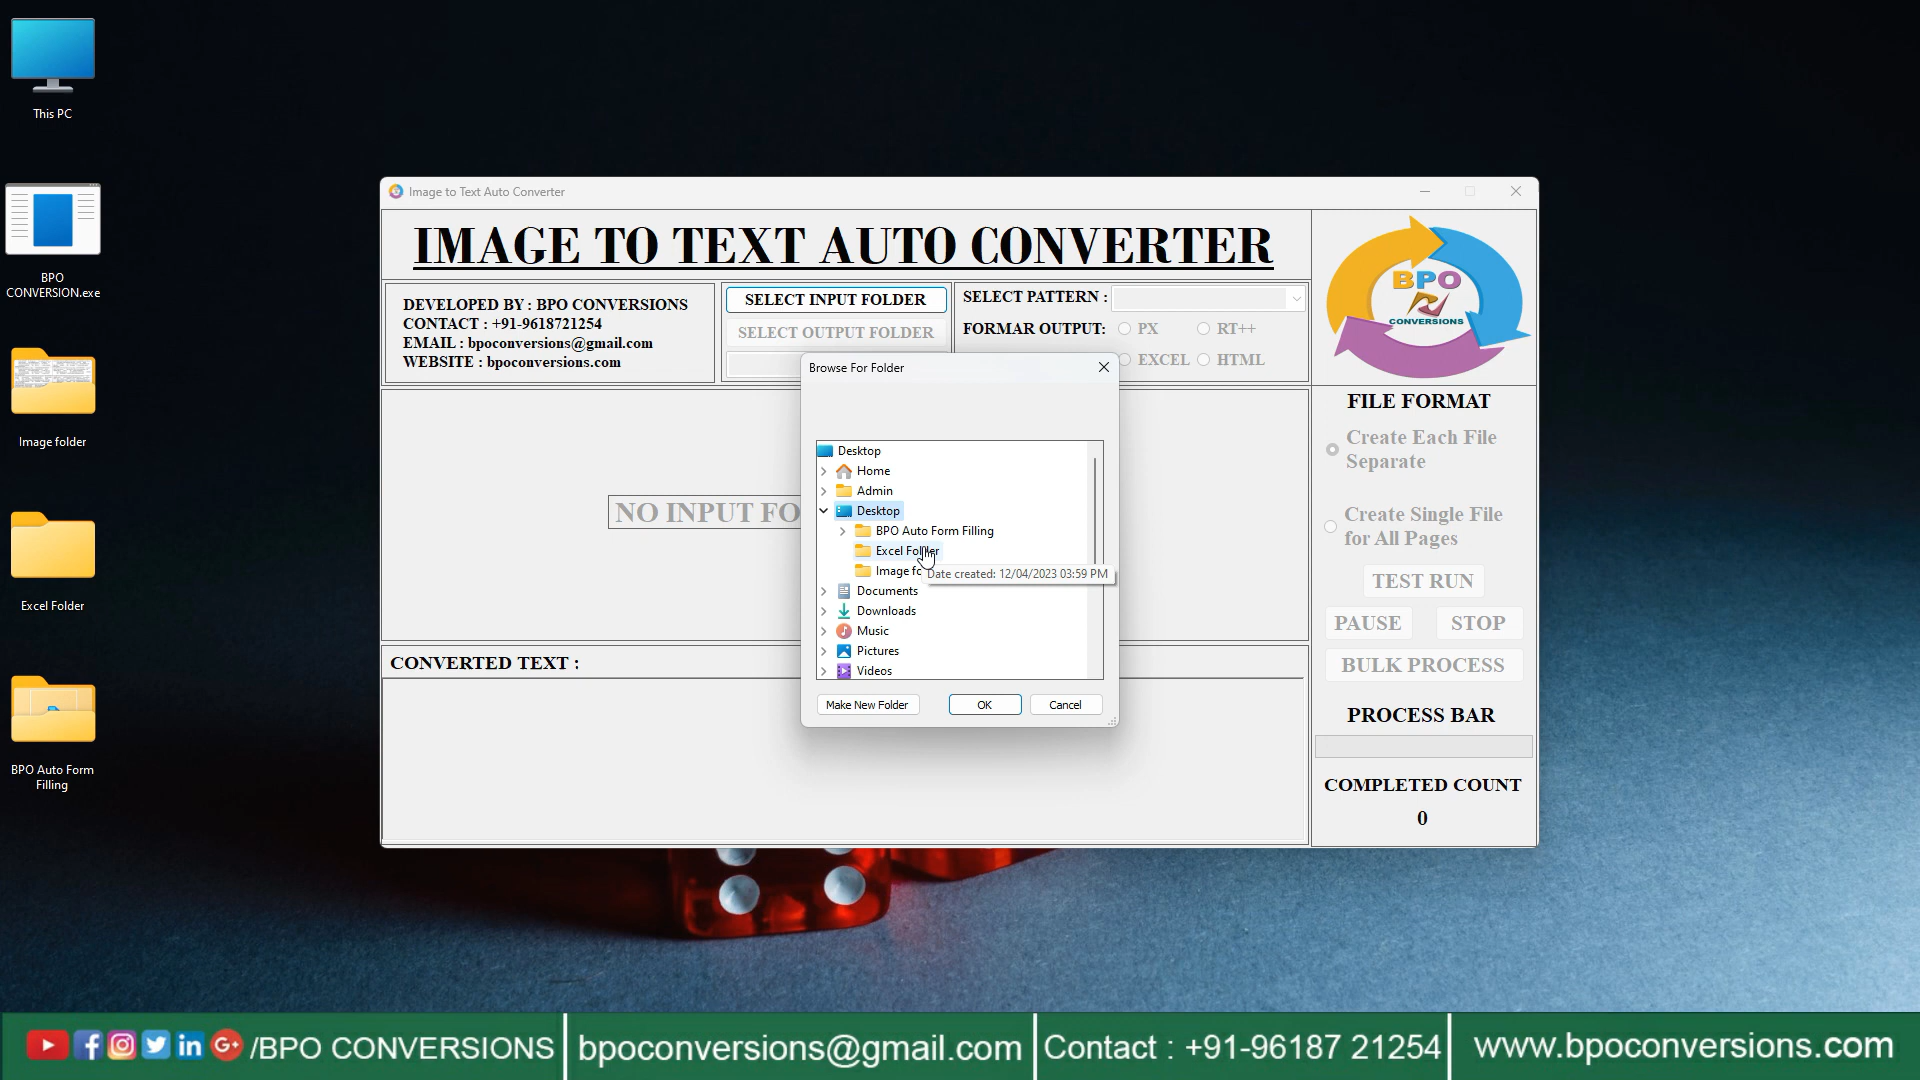 This PC
BPO
CONVERSION.exe
Image folder
Excel Folder
BPO Auto Form
Filling
Image to Text Auto Converter
IMAGE TO TEXT AUTO CONVERTER
DEVELOPED BY : BPO CONVERSIONS
CONTACT : +91-9618721254
EMAIL : bpoconversions@gmail.com
WEBSITE : bpoconversions.com
SELECT INPUT FOLDER
SELECT OUTPUT FOLDER
SELECT PATTERN :
FORMAR OUTPUT:
PX
RT++
EXCEL
HTML
BPO
CONVERSIONS
NO INPUT FO
Browse For Folder
Desktop
Home
Admin
Desktop
BPO Auto Form Filling
Excel Folder
Image fo
Date created: 12/04/2023 03:59 PM
Documents
Downloads
Music
Pictures
Videos
Make New Folder
OK
Cancel
CONVERTED TEXT :
FILE FORMAT
Create Each File
Separate
Create Single File
for All Pages
TEST RUN
PAUSE
STOP
BULK PROCESS
PROCESS BAR
COMPLETED COUNT
0
/BPO CONVERSIONS
bpoconversions@gmail.com
Contact : +91-96187 21254
www.bpoconversions.com